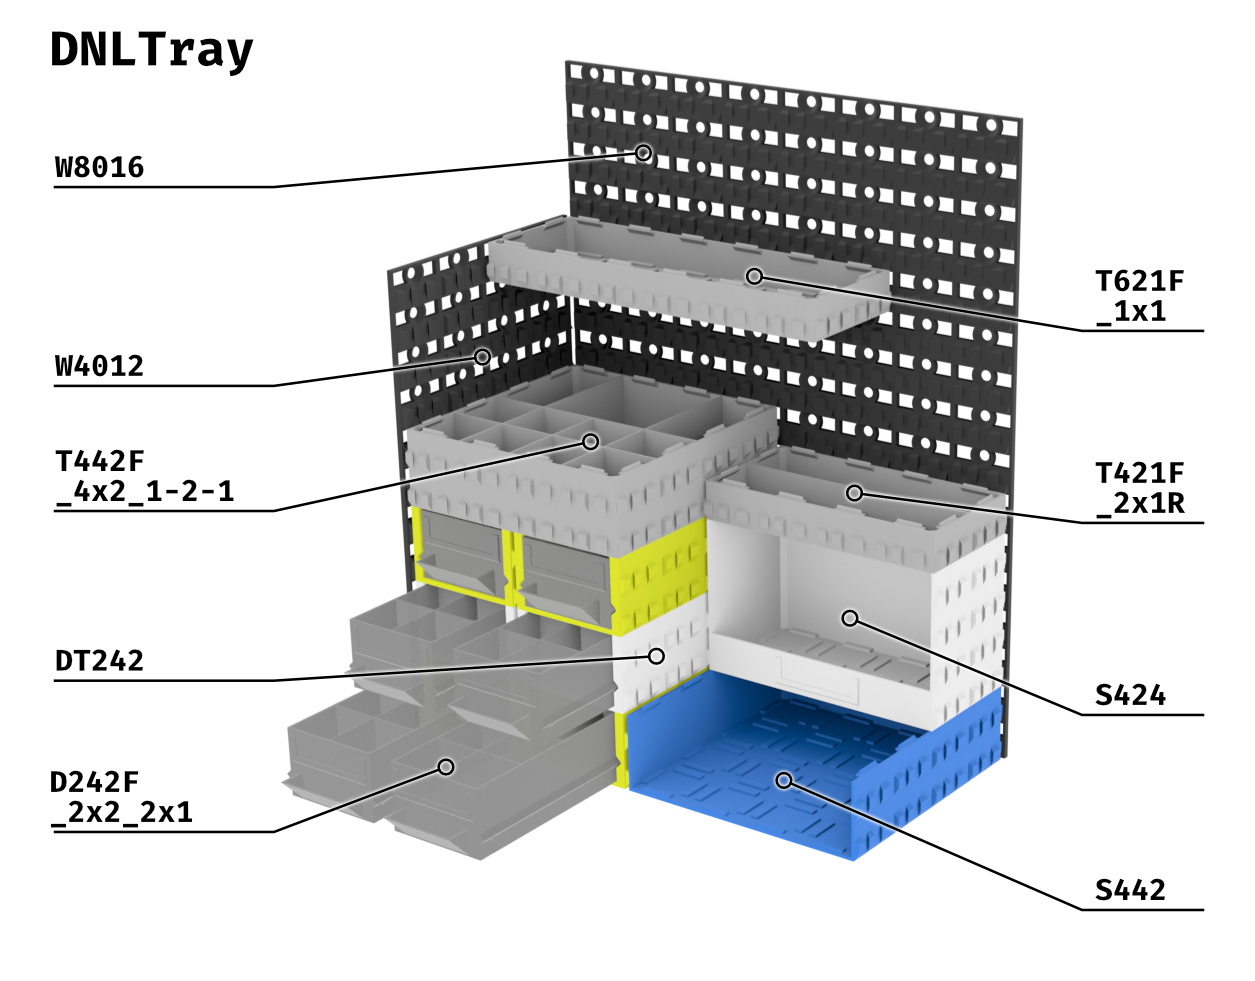 DNLTray
W8016
W4012
T442F
_4x2_1-2-1
DT242
D242F
_2x2_2x1
T621F
_1x1
T421F
_2x1R
S424
S442